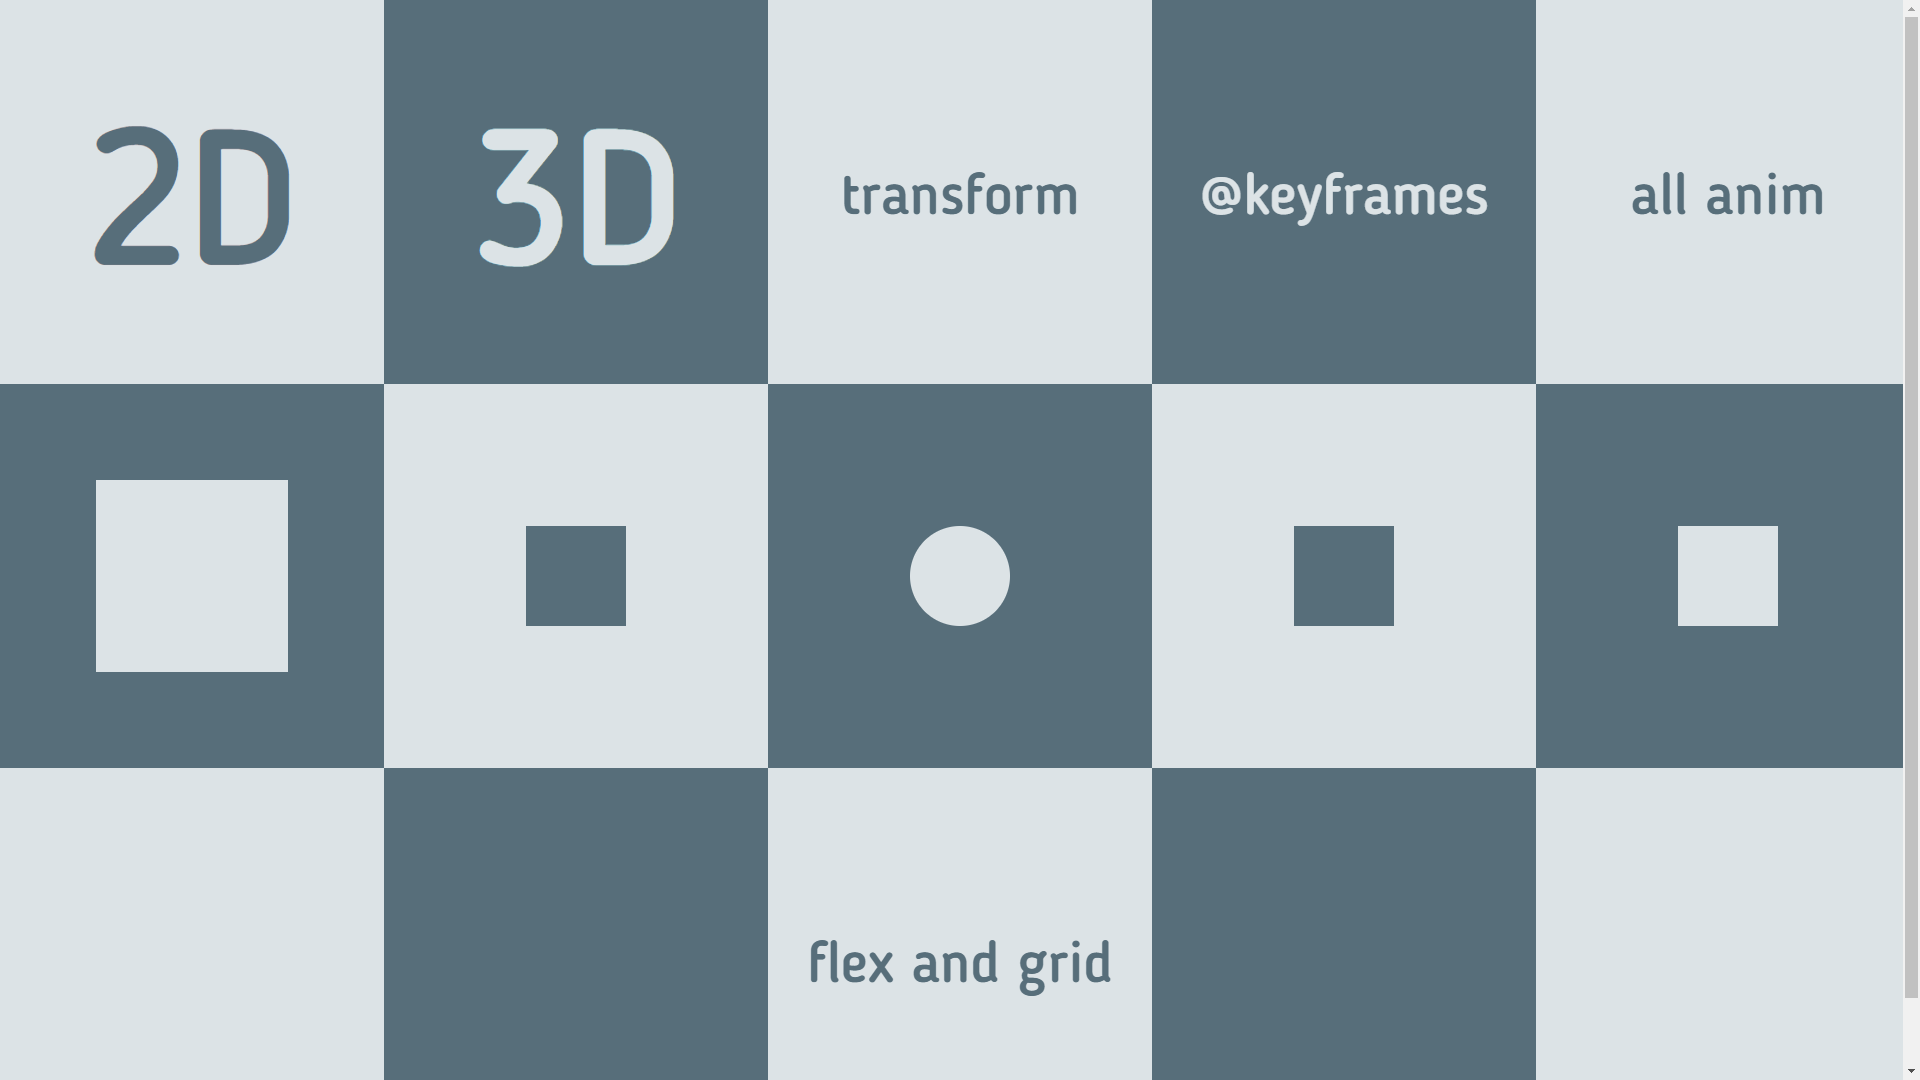 2D
3D
transform
@keyframes
all anim
flex and grid